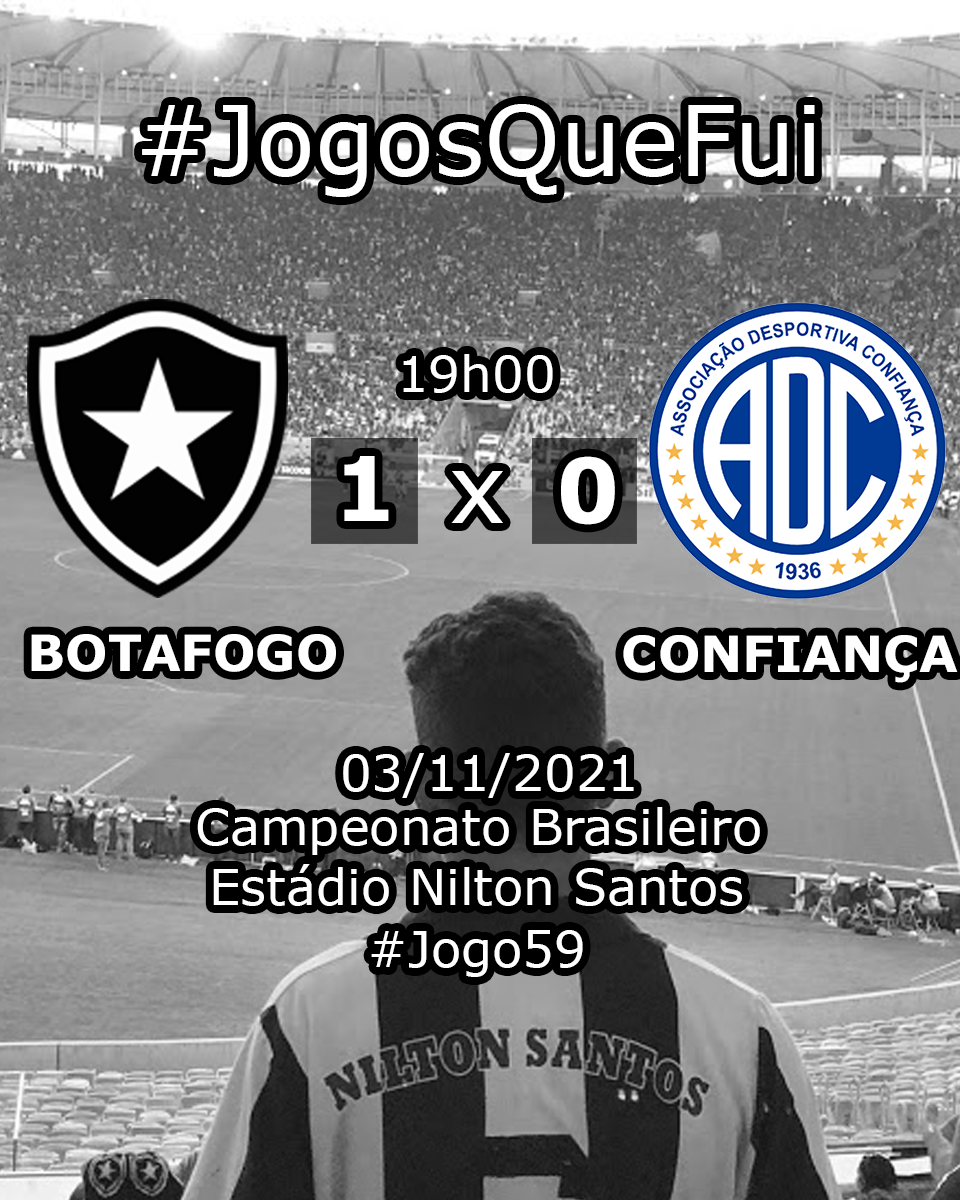 #JogosQueFui
ASSOCIAÇÃO DESPORTIVA CONFIANÇA
19h00
ADC
1 x 0
1936
BOTAFOGO
CONFIANÇA
03/11/2021
Campeonato Brasileiro
Estádio Nilton Santos
#Jogo59
NILTON SANTOS